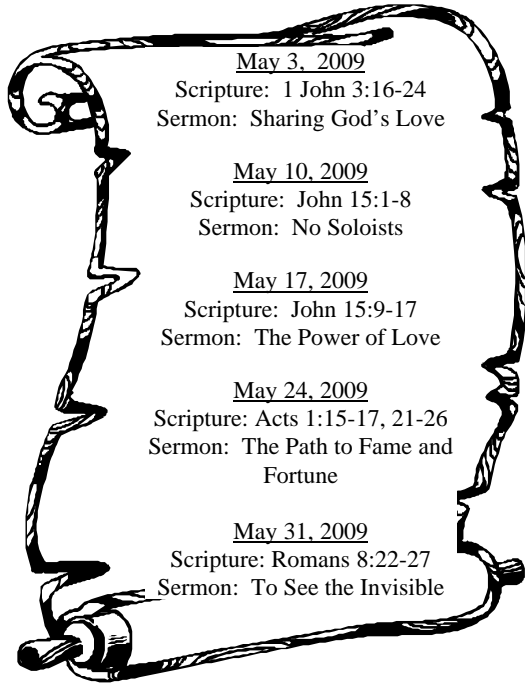 May 3,  2009
Scripture:  1 John 3:16-24
Sermon:  Sharing God’s Love
May 10, 2009
Scripture:  John 15:1-8
Sermon:  No Soloists
May 17, 2009
Scripture:  John 15:9-17
Sermon:  The Power of Love
May 24, 2009
Scripture: Acts 1:15-17, 21-26
Sermon:  The Path to Fame and
Fortune
May 31, 2009
Scripture: Romans 8:22-27
Sermon:  To See the Invisible